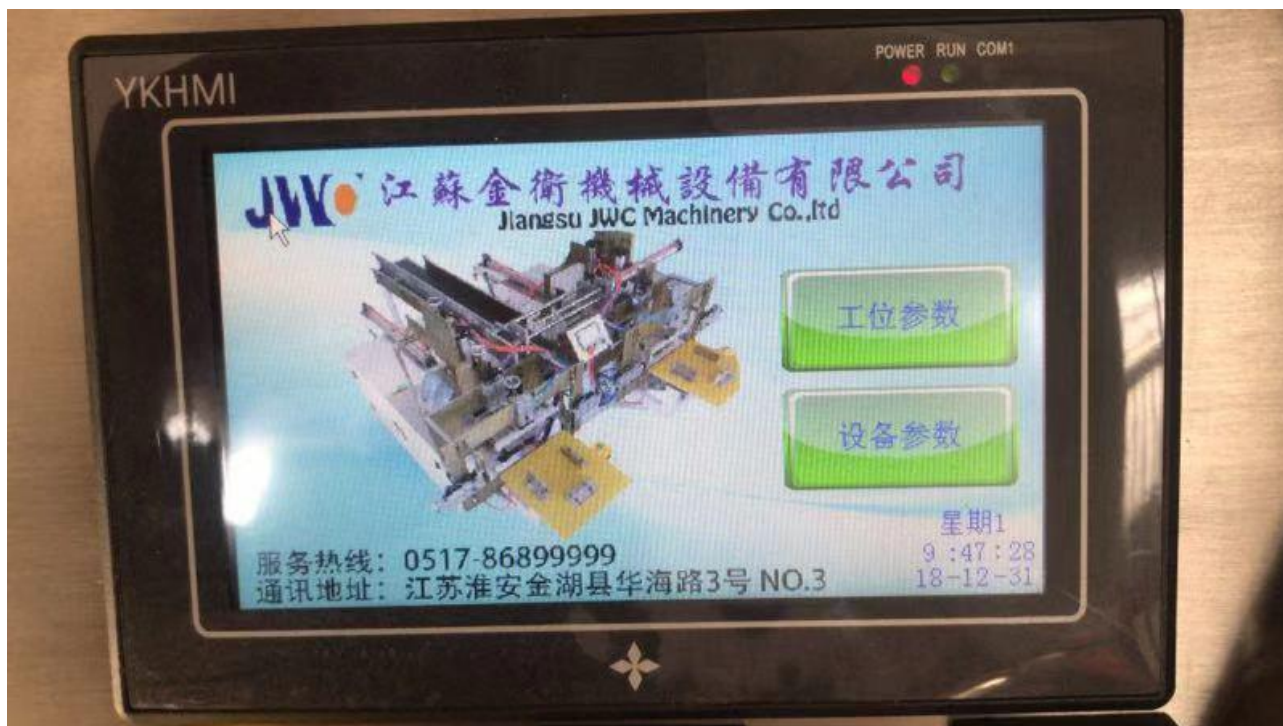 POWER RUN COM1
YKHMI
JWC 江蘇金衡機械設備有限公司
Jiangsu JWC Machinery Co.,ltd
工位参数
设备参数
星期1
9:47:28
18-12-31
服务热线：0517-86899999
通讯地址：江苏淮安金湖县华海路3号 NO.3